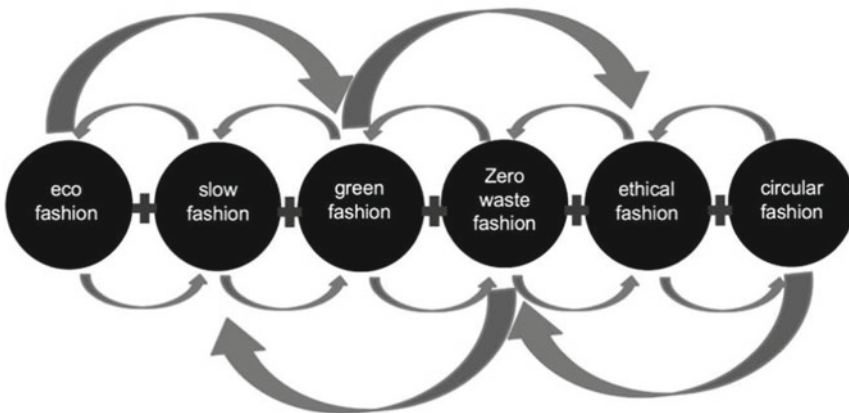 eco
fashion
slow
fashion
green
fashion
Zero
waste
fashion
ethical
fashion
circular
fashion